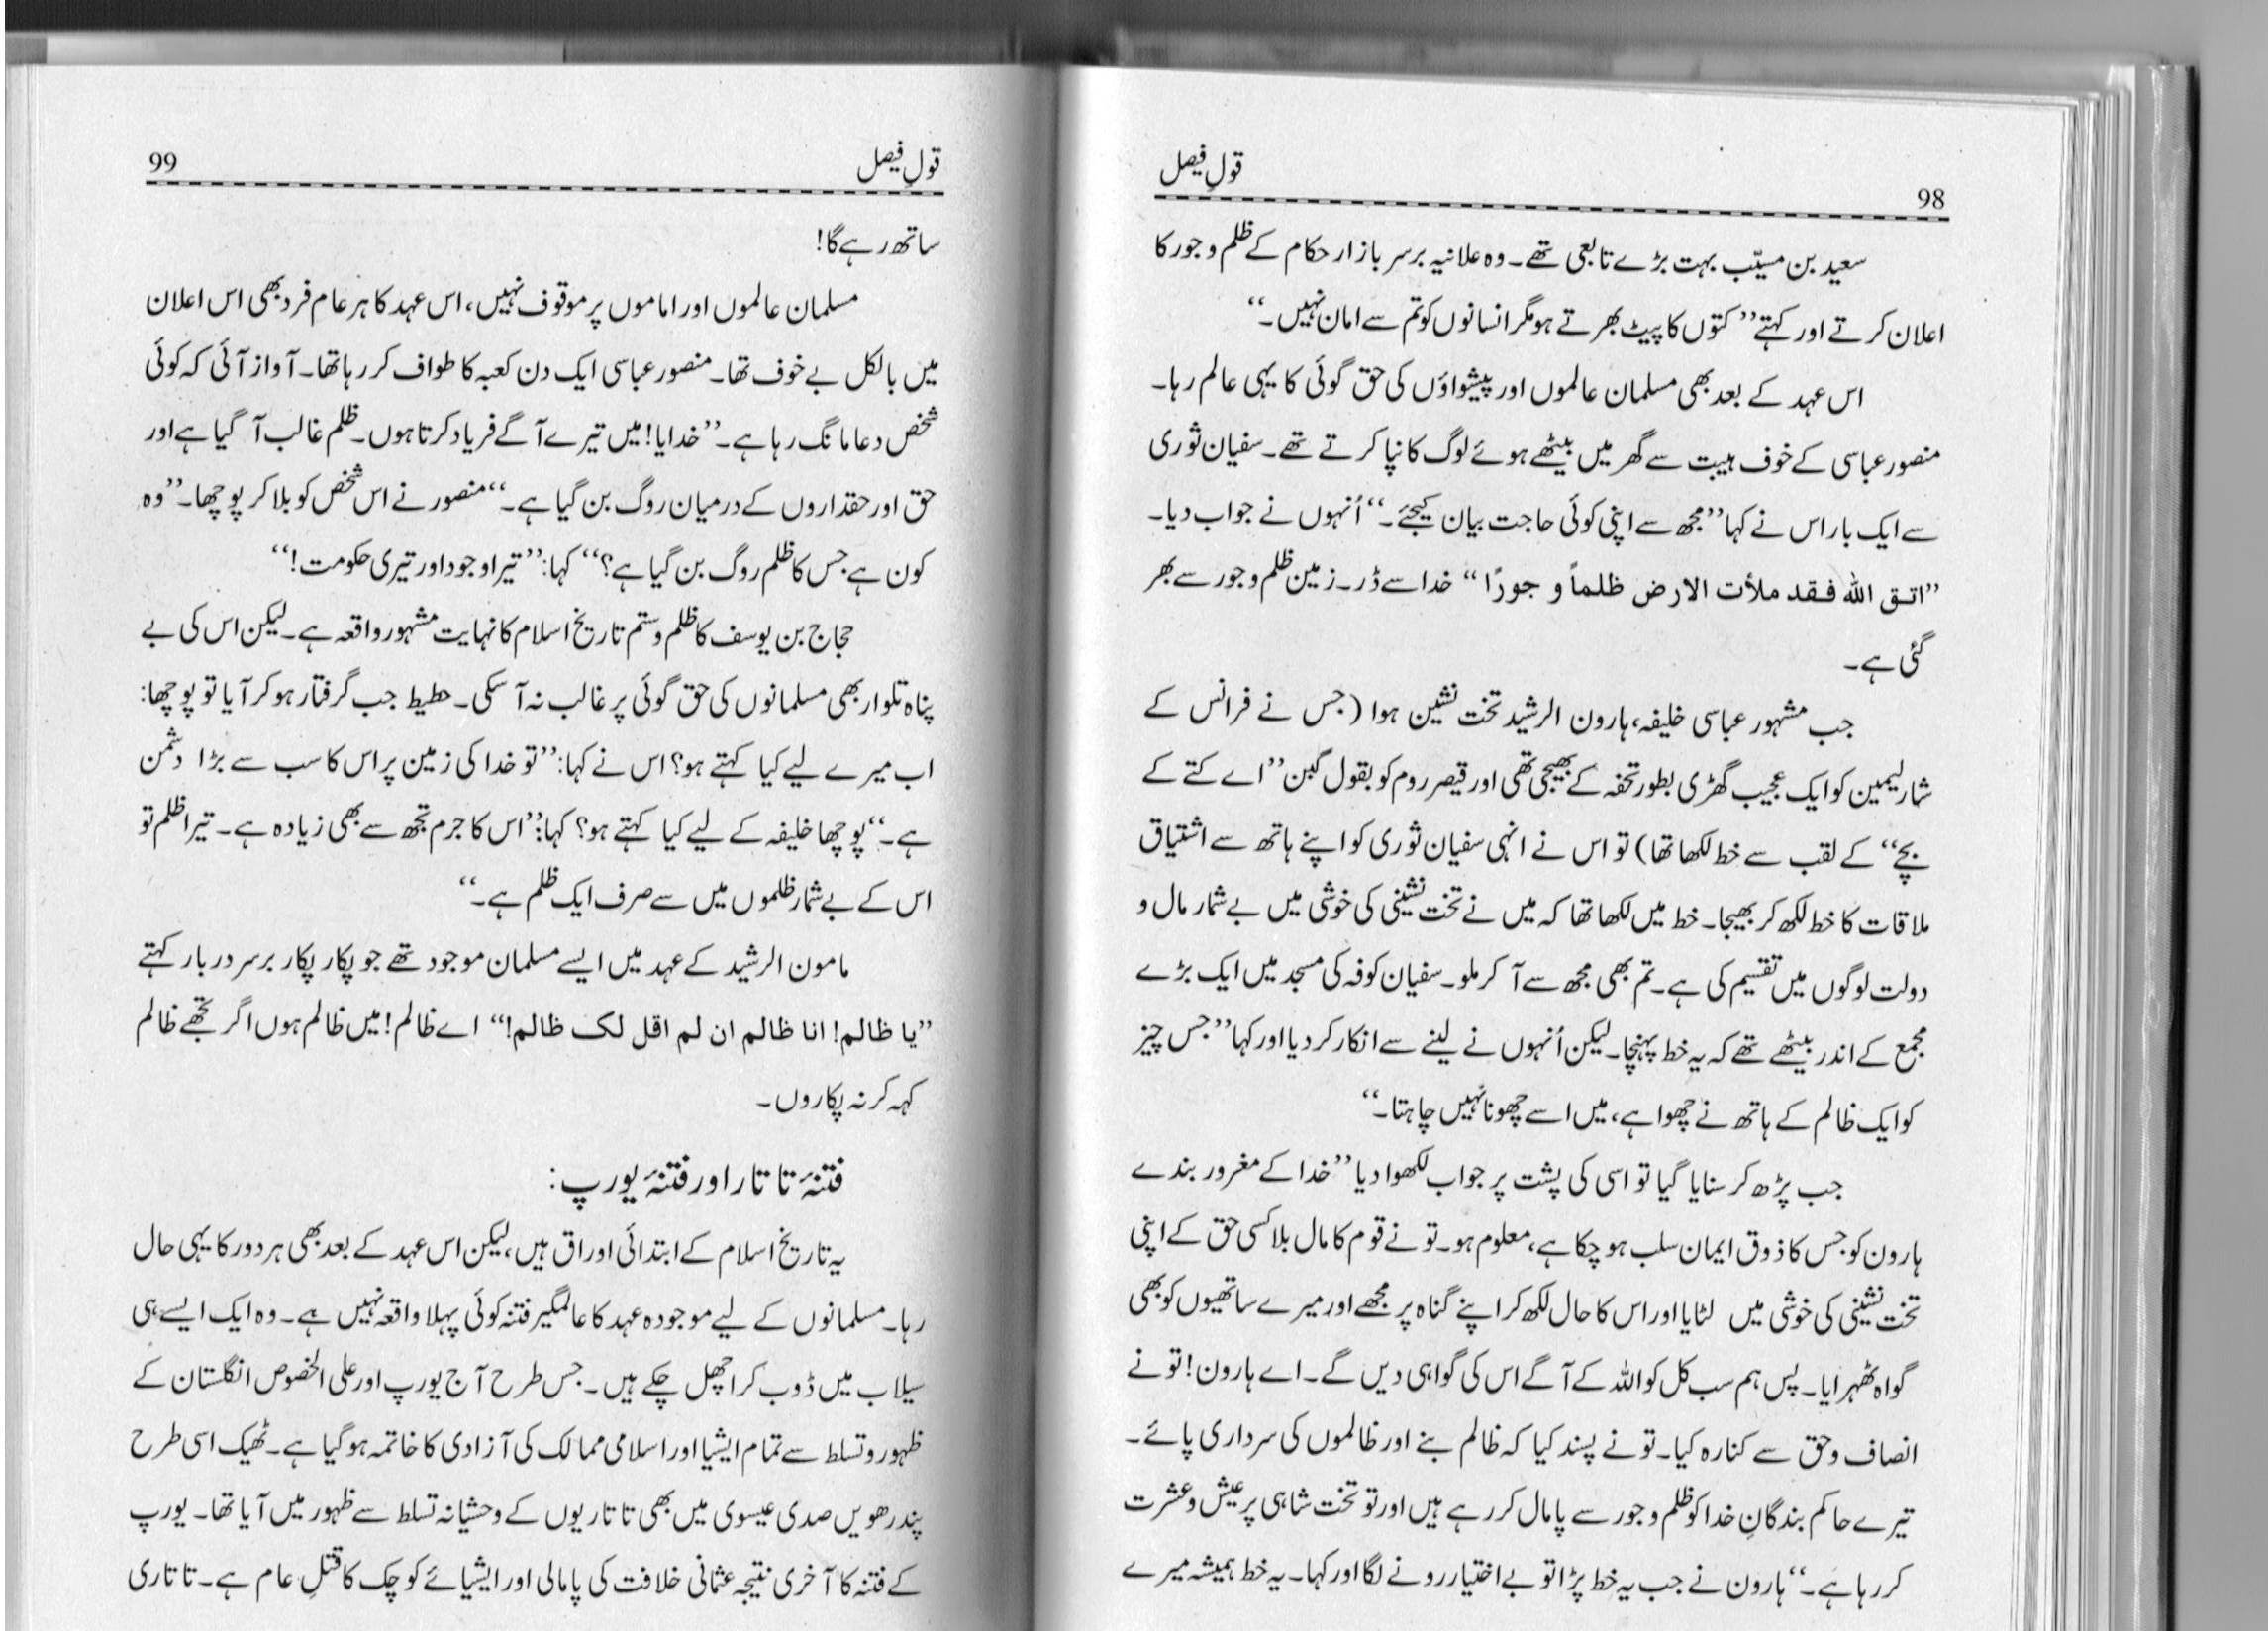 قولِ فیصل
98
سعید بن مسیّب بہت بڑے تابعی تھے۔ وہ علانیہ برسر بازار حکام کے ظلم و جور کا
اعلان کرتے اور کہتے ”کتوں کا پیٹ بھرتے ہو مگر انسانوں کو تم سے امان نہیں۔“
اس عہد کے بعد بھی مسلمان عالموں اور پیشواؤں کی حق گوئی کا یہی عالم رہا۔
منصور عباسی کے خوف ہیبت سے گھر میں بیٹھے ہوئے لوگ کانپا کرتے تھے۔ سفیان ثوری
سے ایک بار اس نے کہا ”مجھ سے اپنی کوئی حاجت بیان کیجئے۔“ اُنہوں نے جواب دیا۔
”اتق اللہ فقد ملأت الارض ظلماً و جورًا“ خدا سے ڈر۔ زمین ظلم و جور سے بھر
گئی ہے۔
جب مشہور عباسی خلیفہ، ہارون الرشید تخت نشین ہوا (جس نے فرانس کے
شارلیمین کو ایک عجیب گھڑی بطور تحفہ کے بھیجی تھی اور قیصر روم کو بقول گبن ”اے کتے کے
بچے“ کے لقب سے خط لکھا تھا) تو اس نے انہی سفیان ثوری کو اپنے ہاتھ سے اشتیاق
ملاقات کا خط لکھ کر بھیجا۔ خط میں لکھا تھا کہ میں نے تخت نشینی کی خوشی میں بے شمار مال و
دولت لوگوں میں تقسیم کی ہے۔ تم بھی مجھ سے آ کر ملو۔ سفیان کوفہ کی مسجد میں ایک بڑے
مجمع کے اندر بیٹھے تھے کہ یہ خط پہنچا۔ لیکن اُنہوں نے لینے سے انکار کر دیا اور کہا ”جس چیز
کو ایک ظالم کے ہاتھ نے چھوا ہے، میں اسے چھونا نہیں چاہتا۔“
جب پڑھ کر سنایا گیا تو اسی کی پشت پر جواب لکھوا دیا ”خدا کے مغرور بندے
ہارون کو جس کا ذوق ایمان سلب ہو چکا ہے، معلوم ہو۔ تو نے قوم کا مال بلا کسی حق کے اپنی
تخت نشینی کی خوشی میں لٹایا اور اس کا حال لکھ کر اپنے گناہ پر مجھے اور میرے ساتھیوں کو بھی
گواہ ٹھہرایا۔ پس ہم سب کل کو اللہ کے آگے اس کی گواہی دیں گے۔ اے ہارون! تو نے
انصاف و حق سے کنارہ کیا۔ تو نے پسند کیا کہ ظالم بنے اور ظالموں کی سرداری پائے۔
تیرے حاکم بندگانِ خدا کو ظلم و جور سے پامال کر رہے ہیں اور تو تخت شاہی پر عیش و عشرت
کر رہا ہے۔“ ہارون نے جب یہ خط پڑا تو بے اختیار رونے لگا اور کہا۔ یہ خط ہمیشہ میرے
قولِ فیصل
99
ساتھ رہے گا!
مسلمان عالموں اور اماموں پر موقوف نہیں، اس عہد کا ہر عام فرد بھی اس اعلان
میں بالکل بے خوف تھا۔ منصور عباسی ایک دن کعبہ کا طواف کر رہا تھا۔ آواز آئی کہ کوئی
شخص دعا مانگ رہا ہے۔ ”خدایا! میں تیرے آگے فریاد کرتا ہوں۔ ظلم غالب آ گیا ہے اور
حق اور حقداروں کے درمیان روگ بن گیا ہے۔“ منصور نے اس شخص کو بلا کر پوچھا۔ ”وہ
کون ہے جس کا ظلم روگ بن گیا ہے؟“ کہا: ”تیرا وجود اور تیری حکومت!“
حجاج بن یوسف کا ظلم و ستم تاریخ اسلام کا نہایت مشہور واقعہ ہے۔ لیکن اس کی بے
پناہ تلوار بھی مسلمانوں کی حق گوئی پر غالب نہ آ سکی۔ حطیط جب گرفتار ہو کر آیا تو پوچھا:
اب میرے لیے کیا کہتے ہو؟ اس نے کہا: ”تو خدا کی زمین پر اس کا سب سے بڑا دشمن
ہے۔“ پوچھا خلیفہ کے لیے کیا کہتے ہو؟ کہا: ”اس کا جرم تجھ سے بھی زیادہ ہے۔ تیرا ظلم تو
اس کے بے شمار ظلموں میں سے صرف ایک ظلم ہے۔“
مامون الرشید کے عہد میں ایسے مسلمان موجود تھے جو پکار پکار برسر دربار کہتے
”یا ظالم! انا ظالم ان لم اقل لک ظالم!“ اے ظالم! میں ظالم ہوں اگر تجھے ظالم
کہہ کر نہ پکاروں۔
فتنۂ تاتار اور فتنۂ یورپ:
یہ تاریخ اسلام کے ابتدائی اوراق ہیں، لیکن اس عہد کے بعد بھی ہر دور کا یہی حال
رہا۔ مسلمانوں کے لیے موجودہ عہد کا عالمگیر فتنہ کوئی پہلا واقعہ نہیں ہے۔ وہ ایک ایسے ہی
سیلاب میں ڈوب کر اچھل چکے ہیں۔ جس طرح آج یورپ اور علی الخصوص انگلستان کے
ظہور و تسلط سے تمام ایشیا اور اسلامی ممالک کی آزادی کا خاتمہ ہو گیا ہے۔ ٹھیک اسی طرح
پندرھویں صدی عیسوی میں بھی تاتاریوں کے وحشیانہ تسلط سے ظہور میں آیا تھا۔ یورپ
کے فتنہ کا آخری نتیجہ عثمانی خلافت کی پامالی اور ایشیائے کوچک کا قتلِ عام ہے۔ تاتاری